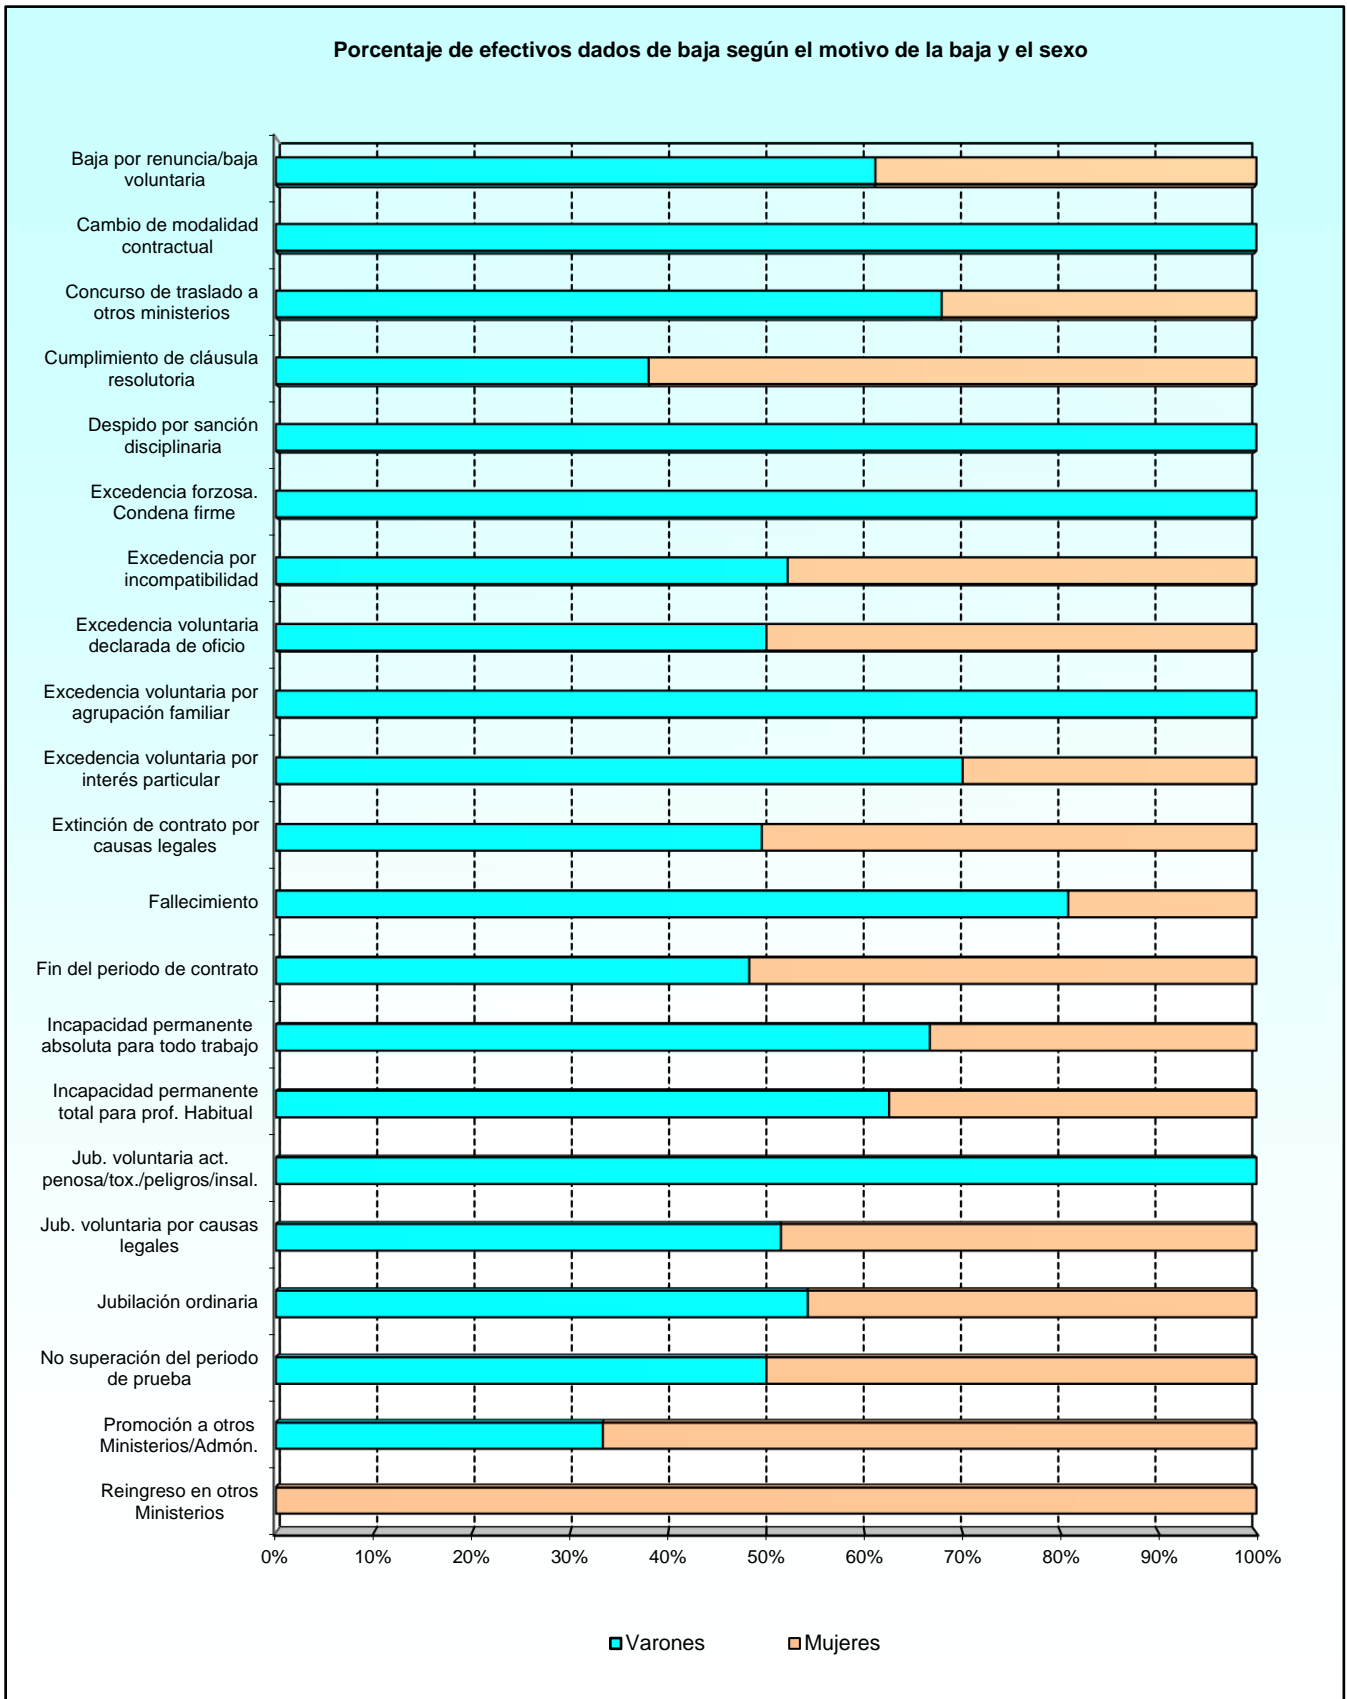 Porcentaje de efectivos dados de baja según el motivo de la baja y el sexo
Baja por renuncia/baja
voluntaria
Cambio de modalidad
contractual
Concurso de traslado a
otros ministerios
Cumplimiento de cláusula
resolutoria
Despido por sanción
disciplinaria
Excedencia forzosa.
Condena firme
Excedencia por
incompatibilidad
Excedencia voluntaria
declarada de oficio
Excedencia voluntaria por
agrupación familiar
Excedencia voluntaria por
interés particular
Extinción de contrato por
causas legales
Fallecimiento
Fin del periodo de contrato
Incapacidad permanente
absoluta para todo trabajo
Incapacidad permanente
total para prof. Habitual
Jub. voluntaria act.
penosa/tox./peligros/insal.
Jub. voluntaria por causas
legales
Jubilación ordinaria
No superación del periodo
de prueba
Promoción a otros
Ministerios/Admón.
Reingreso en otros
Ministerios
0% 10% 20% 30% 40% 50% 60% 70% 80% 90% 100%
Varones Mujeres